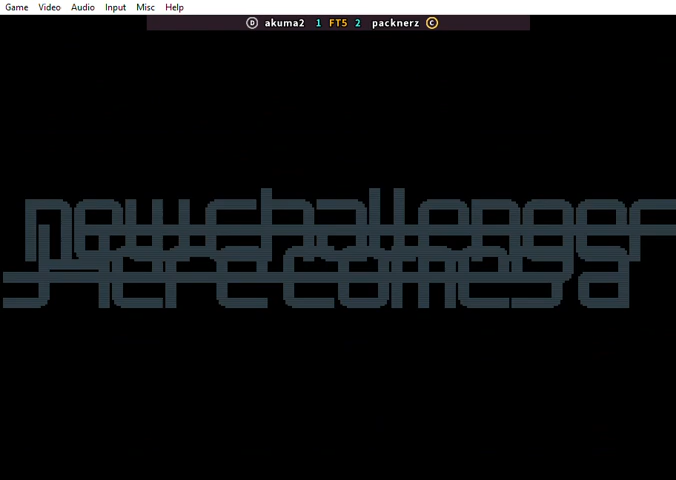 Game Video Audio Input Misc Help
D akuma2 1 FT5 2 packnerz C
new challenger
Here comes a